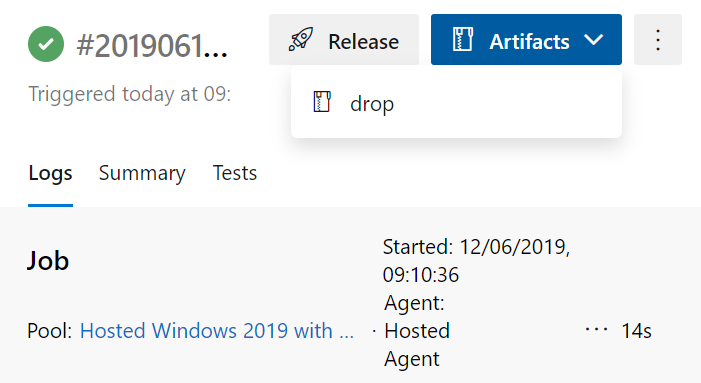 #2019061...
Release
Artifacts
Triggered today at 09:
drop
Logs
Summary
Tests
Job
Started: 12/06/2019,
09:10:36
Agent:
Pool: Hosted Windows 2019 with ... · Hosted ··· 14s
Agent